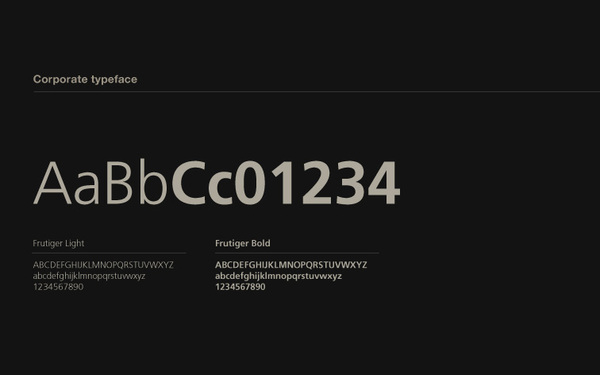 Corporate typeface
AaBbCc01234
Frutiger Light
ABCDEFGHIJKLMNOPQRSTUVWXYZ
abcdefghijklmnopqrstuvwxyz
1234567890
Frutiger Bold
ABCDEFGHIJKLMNOPQRSTUVWXYZ
abcdefghijklmnopqrstuvwxyz
1234567890